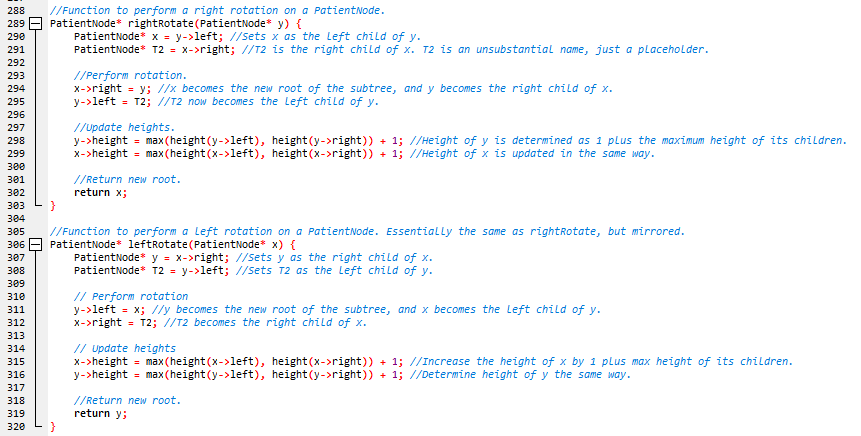 288 //Function to perform a right rotation on a PatientNode.
289 PatientNode* rightRotate(PatientNode* y) {
290 PatientNode* x = y->left; //Sets x as the left child of y.
291 PatientNode* T2 = x->right; //T2 is the right child of x. T2 is an unsubstantial name, just a placeholder.
292
293 //Perform rotation.
294 x->right = y; //x becomes the new root of the subtree, and y becomes the right child of x.
295 y->left = T2; //T2 now becomes the left child of y.
296
297 //Update heights.
298 y->height = max(height(y->left), height(y->right)) + 1; //Height of y is determined as 1 plus the maximum height of its children.
299 x->height = max(height(x->left), height(x->right)) + 1; //Height of x is updated in the same way.
300
301 //Return new root.
302 return x;
303 }
304
305 //Function to perform a left rotation on a PatientNode. Essentially the same as rightRotate, but mirrored.
306 PatientNode* leftRotate(PatientNode* x) {
307 PatientNode* y = x->right; //Sets y as the right child of x.
308 PatientNode* T2 = y->left; //Sets T2 as the left child of y.
309
310 // Perform rotation
311 y->left = x; //y becomes the new root of the subtree, and x becomes the left child of y.
312 x->right = T2; //T2 becomes the right child of x.
313
314 // Update heights
315 x->height = max(height(x->left), height(x->right)) + 1; //Increase the height of x by 1 plus max height of its children.
316 y->height = max(height(y->left), height(y->right)) + 1; //Determine height of y the same way.
317
318 //Return new root.
319 return y;
320 }